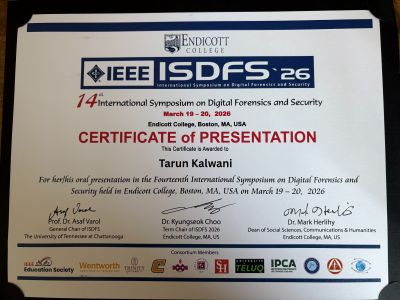 ENDICOTT
COLLEGE
IEEE ISDFS '26
International Symposium on Digital Forensics and Security
14th International Symposium on Digital Forensics and Security
March 19 – 20, 2026
Endicott College, Boston, MA, USA
CERTIFICATE of PRESENTATION
This Certificate is Awarded to
Tarun Kalwani
For her/his oral presentation in the Fourteenth International Symposium on Digital Forensics and
Security held in Endicott College, Boston, MA, USA on March 19 – 20, 2026
Prof. Dr. Asaf Varol
General Chair of ISDFS
The University of Tennessee at Chattanooga
Dr. Kyungseok Choo
Term Chair of ISDFS 2026
Endicott College, MA, US
Dr. Mark Herlihy
Dean of Social Sciences, Communications & Humanities
Endicott College, MA, US
Consortium Members
IEEE
Education Society
Wentworth
TRINITY
TELUQ
IPCA